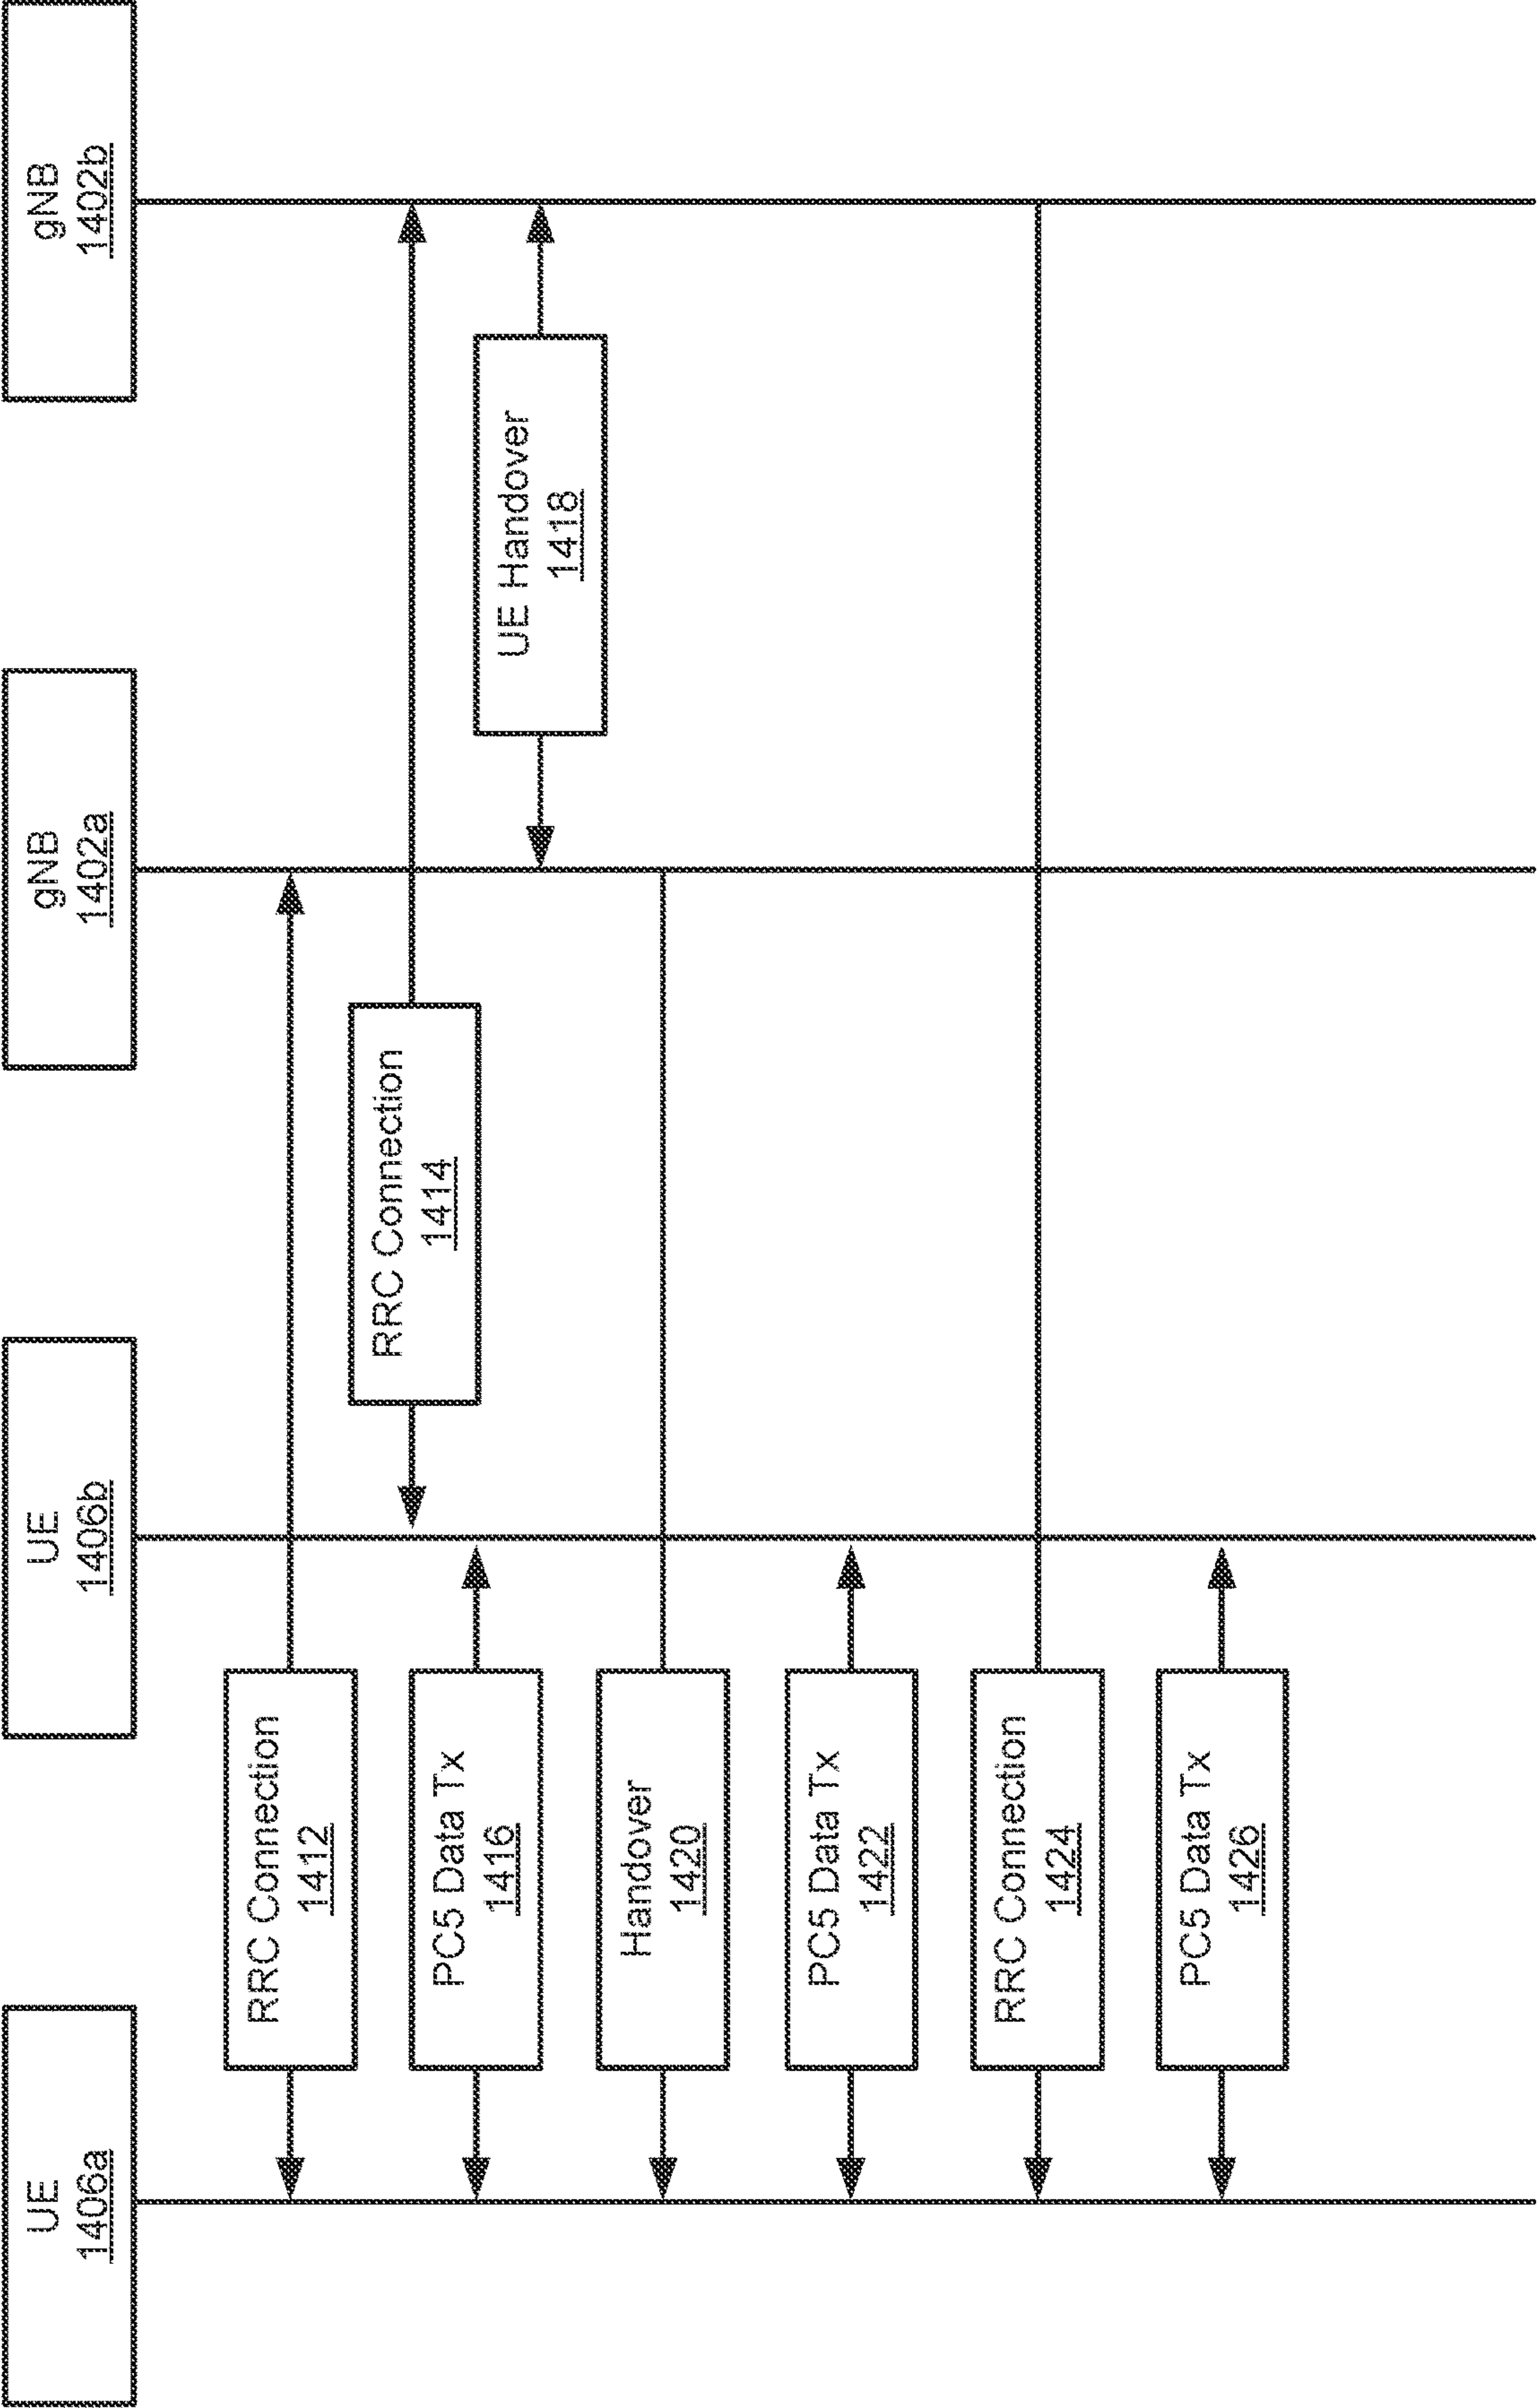 UE
1406a
UE
1406b
gNB
1402a
gNB
1402b
RRC Connection
1412
RRC Connection
1414
PC5 Data Tx
1416
UE Handover
1418
Handover
1420
PC5 Data Tx
1422
RRC Connection
1424
PC5 Data Tx
1426